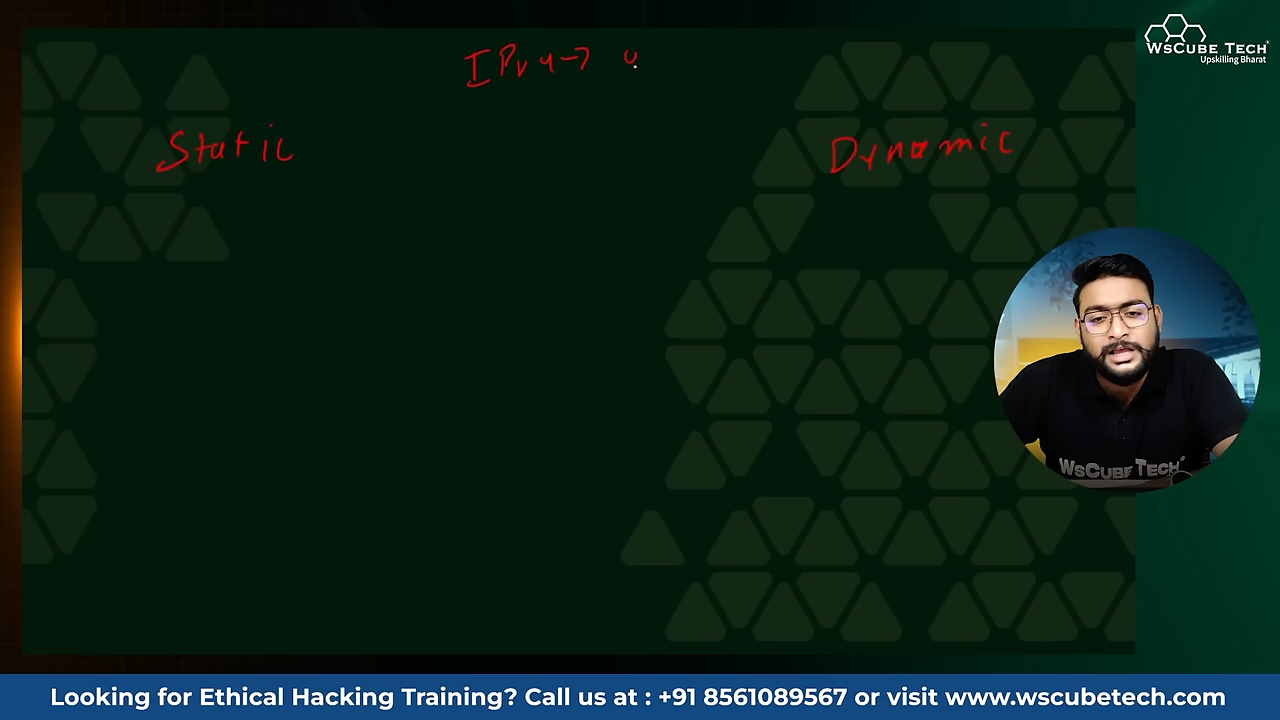 WSCUBE TECH
Upskilling Bharat
IPv4→
Static
Dynamic
WSCUBE TECH
Looking for Ethical Hacking Training? Call us at : +91 8561089567 or visit www.wscubetech.com